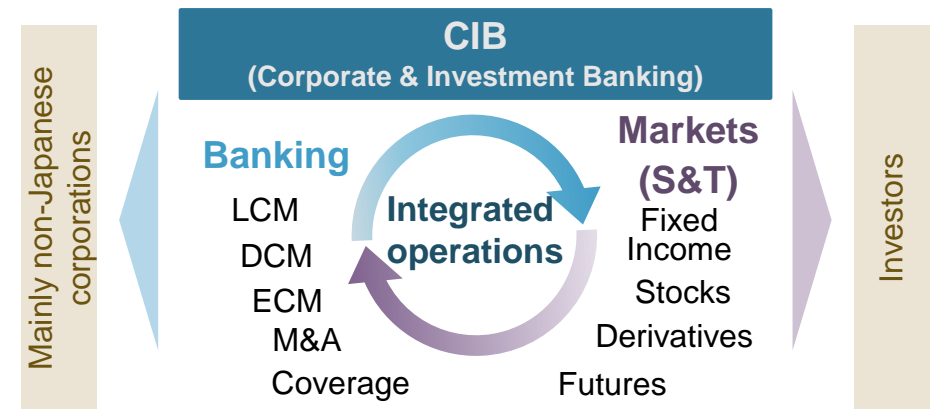 Mainly non-Japanese
corporations
CIB
(Corporate & Investment Banking)
Banking
LCM
DCM
ECM
M&A
Coverage
Integrated
operations
Markets
(S&T)
Fixed
Income
Stocks
Derivatives
Futures
Investors